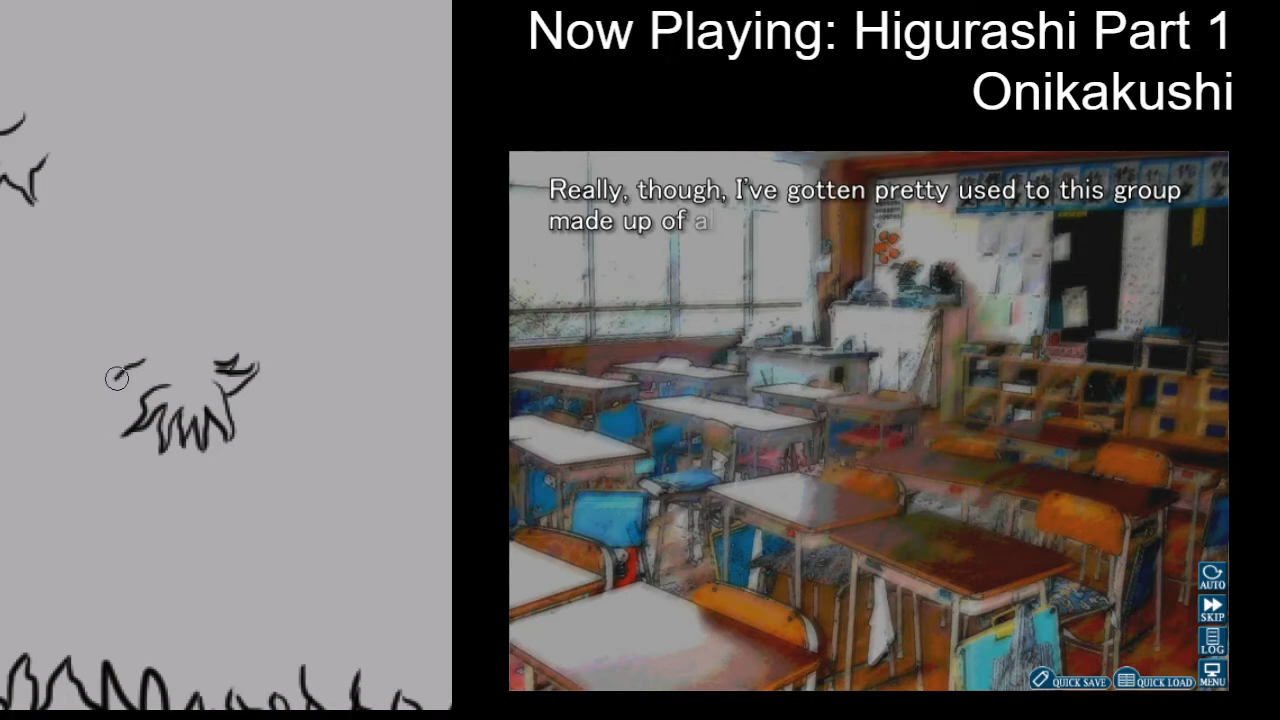 Now Playing: Higurashi Part 1
Onikakushi
Really, though, I've gotten pretty used to this group
made up of al
AUTO
SKIP
LOG
MENU
QUICK SAVE
QUICK LOAD